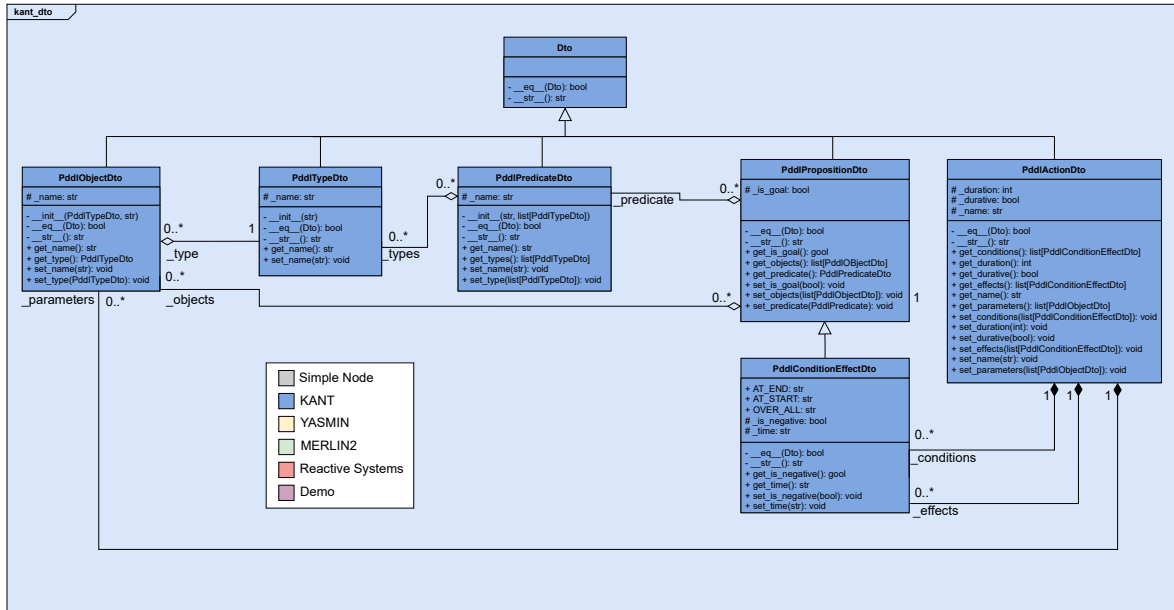 kant_dto
Dto
- __eq__(Dto): bool
- __str__(): str
PddlObjectDto
# _name: str
- __init__(PddlTypeDto, str)
- __eq__(Dto): bool
- __str__(): str
+ get_name(): str
+ get_type(): PddlTypeDto
+ set_name(str): void
+ set_type(PddlTypeDto): void
0..*
1
_type
0..*
_objects
_parameters
0..*
PddlTypeDto
# _name: str
- __init__(str)
- __eq__(Dto): bool
- __str__(): str
+ get_name(): str
+ set_name(str): void
0..*
0..*
_types
PddlPredicateDto
# _name: str
- __init__(str, list[PddlTypeDto])
- __eq__(Dto): bool
- __str__(): str
+ get_name(): str
+ get_types(): list[PddlTypeDto]
+ set_name(str): void
+ set_type(list[PddlTypeDto]): void
_predicate
0..*
0..*
1
PddlPropositionDto
# _is_goal: bool
- __eq__(Dto): bool
- __str__(): str
+ get_is_goal(): gool
+ get_objects(): list[PddlOBjectDto]
+ get_predicate(): PddlPredicateDto
+ set_is_goal(bool): void
+ set_objects(list[PddlObjectDto]): void
+ set_predicate(PddlPredicate): void
PddlActionDto
# _duration: int
# _durative: bool
# _name: str
- __eq__(Dto): bool
- __str__(): str
+ get_conditions(): list[PddlConditionEffectDto]
+ get_duration(): int
+ get_durative(): bool
+ get_effects(): list[PddlConditionEffectDto]
+ get_name(): str
+ get_parameters(): list[PddlObjectDto]
+ set_conditions(list[PddlConditionEffectDto]): void
+ set_duration(int): void
+ set_durative(bool): void
+ set_effects(list[PddlConditionEffectDto]): void
+ set_name(str): void
+ set_parameters(list[PddlObjectDto]): void
1
1
1
PddlConditionEffectDto
+ AT_END: str
+ AT_START: str
+ OVER_ALL: str
# _is_negative: bool
# _time: str
- __eq__(Dto): bool
- __str__(): str
+ get_is_negative(): gool
+ get_time(): str
+ set_is_negative(bool): void
+ set_time(str): void
0..*
_conditions
0..*
_effects
Simple Node
KANT
YASMIN
MERLIN2
Reactive Systems
Demo